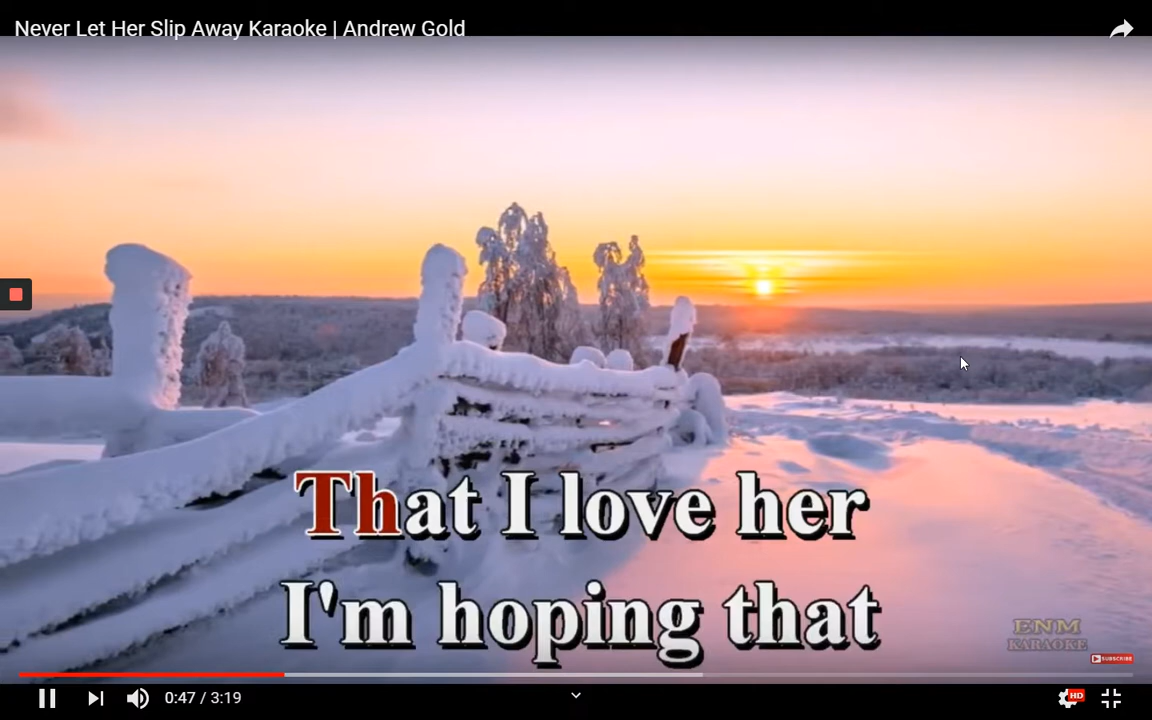 Never Let Her Slip Away Karaoke | Andrew Gold
That I love her
I'm hoping that
ENM
KARAOKE
SUBSCRIBE
0:47 / 3:19
HD